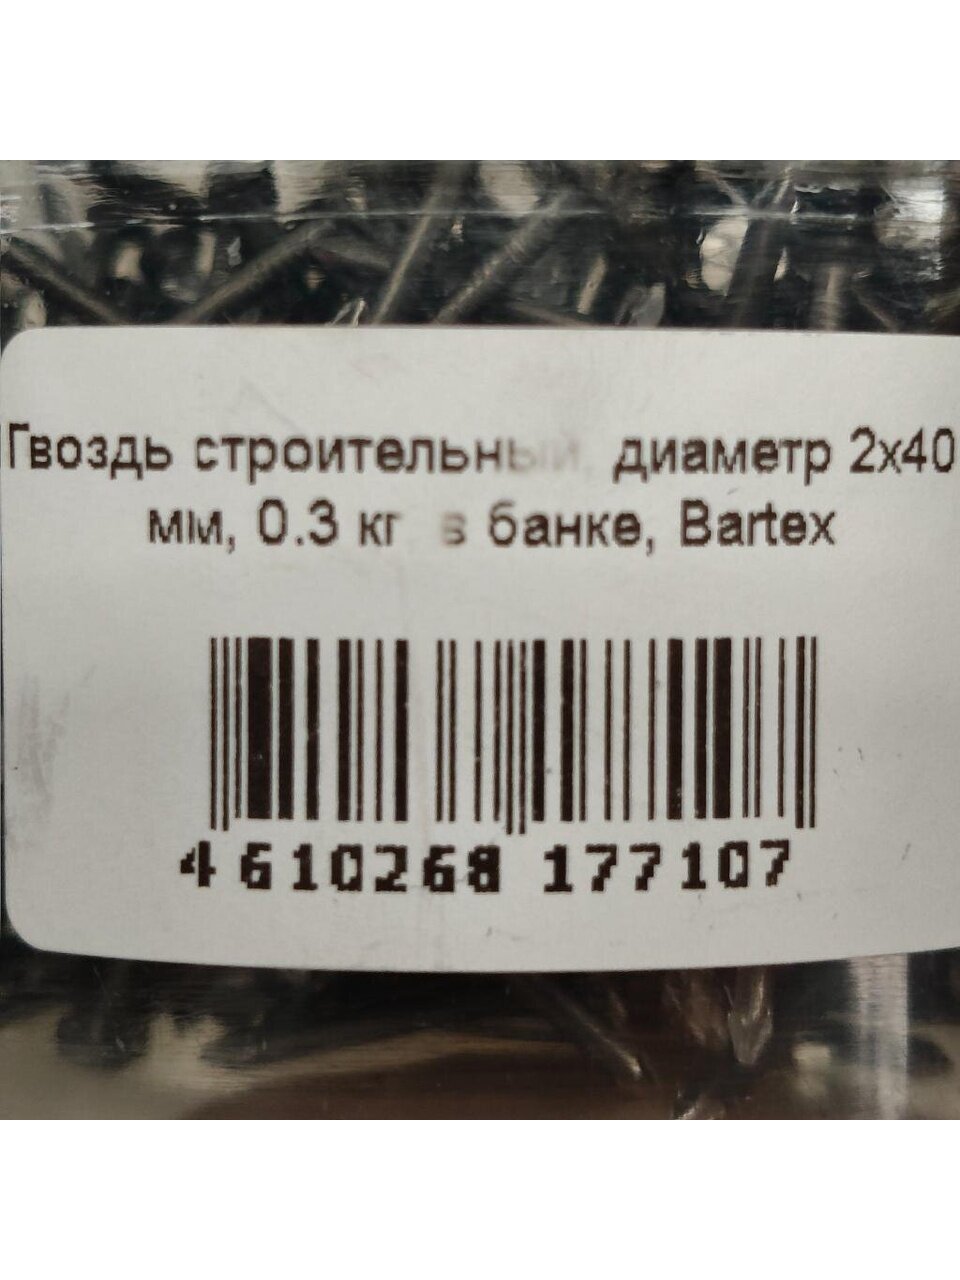 Гвоздь строительный, диаметр 2х40
мм, 0.3 кг в банке, Bartex
4 610268 177107